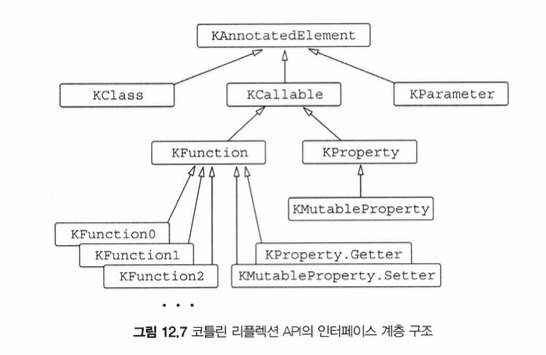 KAnnotatedElement
KClass
KCallable
KParameter
KFunction
KProperty
KMutableProperty
KFunction0
KFunction1
KFunction2
KProperty.Getter
KMutableProperty.Setter
...
그림 12.7 코틀린 리플렉션 API의 인터페이스 계층 구조